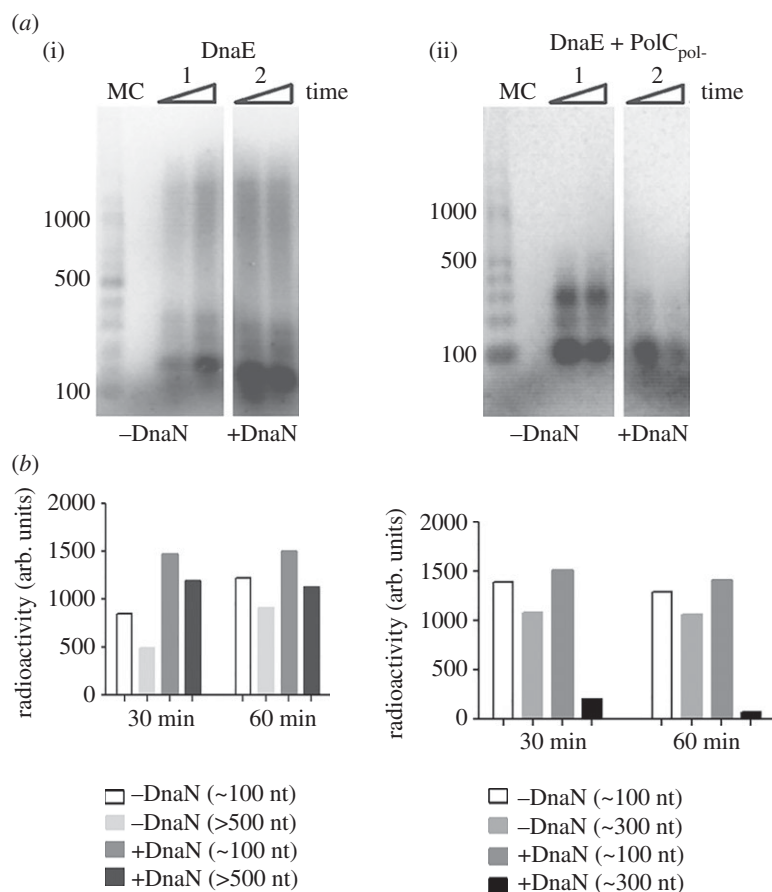 (a)
(i)
DnaE
MC 1 2 time
1000
500
100
–DnaN +DnaN
(ii)
DnaE + PolCpol-
MC 1 2 time
1000
500
100
–DnaN +DnaN
(b)
radioactivity (arb. units)
2000
1500
1000
500
0
30 min 60 min
–DnaN (~100 nt)
–DnaN (>500 nt)
+DnaN (~100 nt)
+DnaN (>500 nt)
radioactivity (arb. units)
2000
1500
1000
500
0
30 min 60 min
–DnaN (~100 nt)
–DnaN (~300 nt)
+DnaN (~100 nt)
+DnaN (~300 nt)